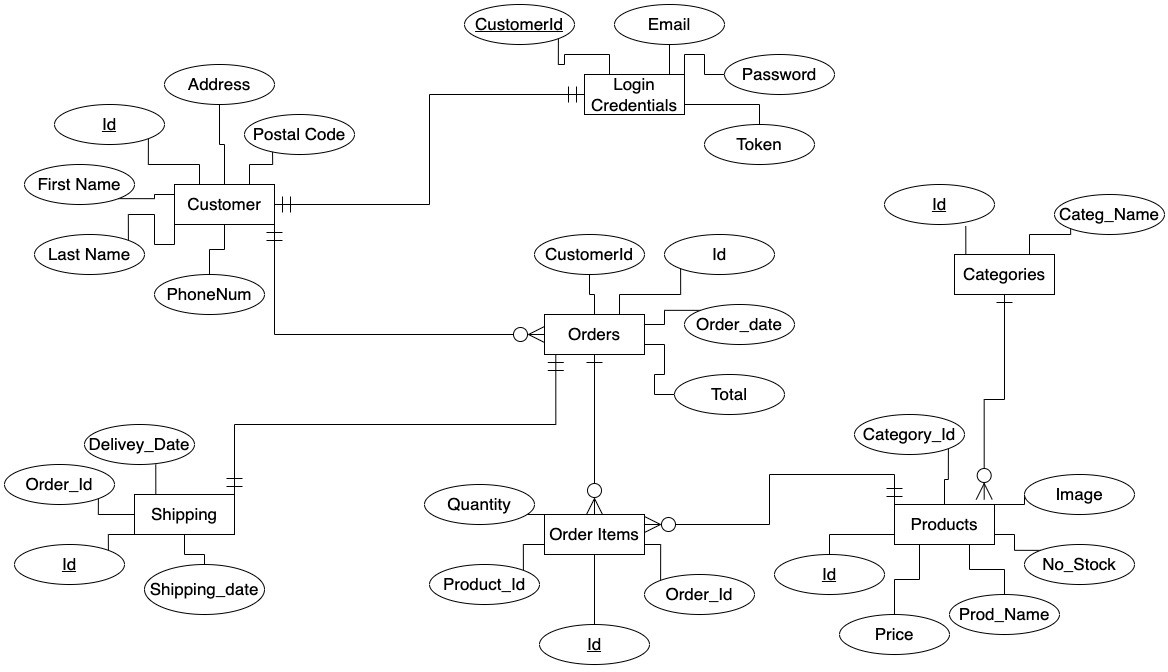 CustomerId
Email
Login
Credentials
Password
Token
Address
Id
Postal Code
First Name
Customer
Last Name
PhoneNum
Id
Categ_Name
Categories
CustomerId
Id
Orders
Order_date
Total
Delivey_Date
Order_Id
Shipping
Id
Shipping_date
Quantity
Order Items
Product_Id
Order_Id
Id
Category_Id
Image
Products
Id
No_Stock
Price
Prod_Name